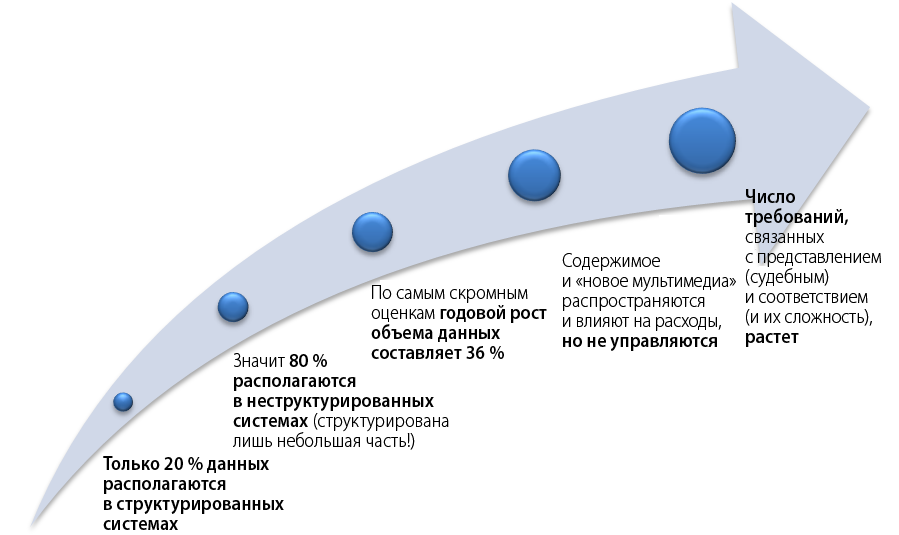 Число
требований,
связанных
с представлением
(судебным)
и соответствием
(и их сложность),
растет
Содержимое
и «новое мультимедиа»
распространяются
и влияют на расходы,
но не управляются
По самым скромным
оценкам годовой рост
объема данных
составляет 36 %
Значит 80 %
располагаются
в неструктурированных
системах (структурирована
лишь небольшая часть!)
Только 20 % данных
располагаются
в структурированных
системах